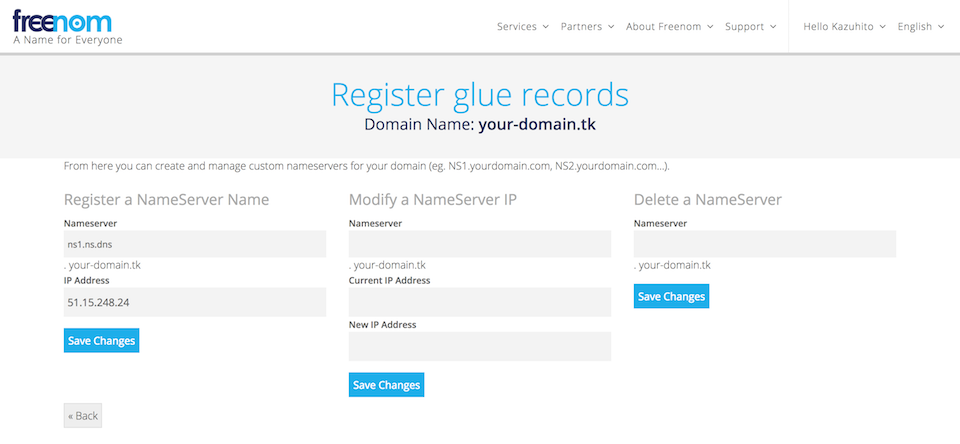 freenom
A Name for Everyone
Services
Partners
About Freenom
Support
Hello Kazuhito
English
Register glue records
Domain Name: your-domain.tk
From here you can create and manage custom nameservers for your domain (eg. NS1.yourdomain.com, NS2.yourdomain.com...).
Register a NameServer Name
Nameserver
ns1.ns.dns
. your-domain.tk
IP Address
51.15.248.24
Save Changes
Modify a NameServer IP
Nameserver
. your-domain.tk
Current IP Address
New IP Address
Save Changes
Delete a NameServer
Nameserver
. your-domain.tk
Save Changes
« Back